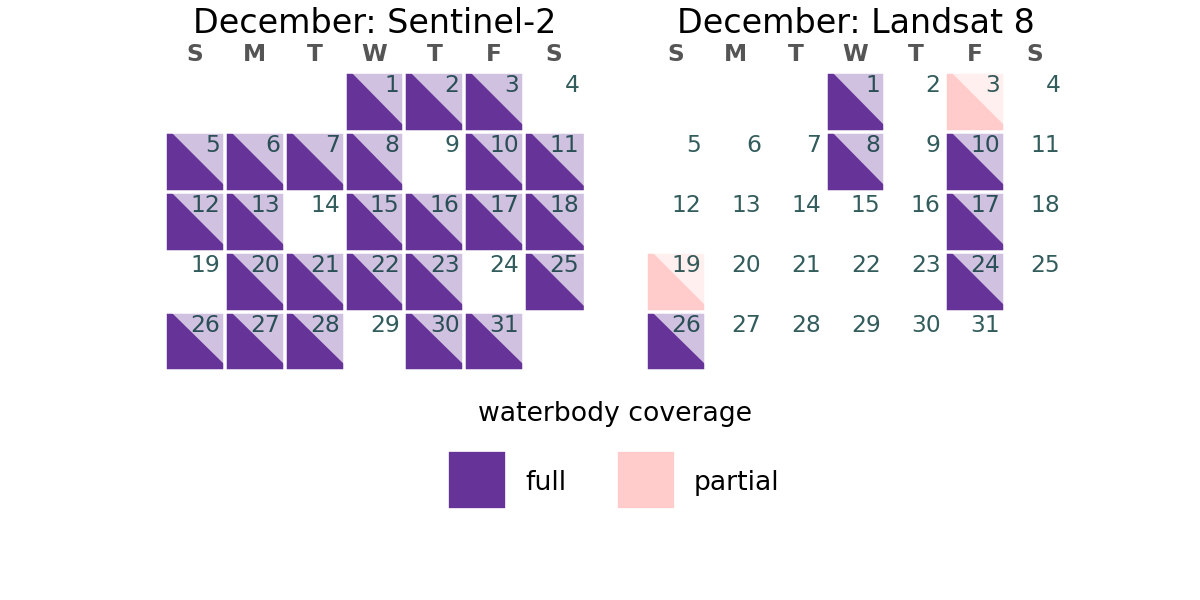 December: Sentinel-2
S M T W T F S
1 2 3 4
5 6 7 8 9 10 11
12 13 14 15 16 17 18
19 20 21 22 23 24 25
26 27 28 29 30 31
December: Landsat 8
S M T W T F S
1 2 3 4
5 6 7 8 9 10 11
12 13 14 15 16 17 18
19 20 21 22 23 24 25
26 27 28 29 30 31
waterbody coverage
full
partial